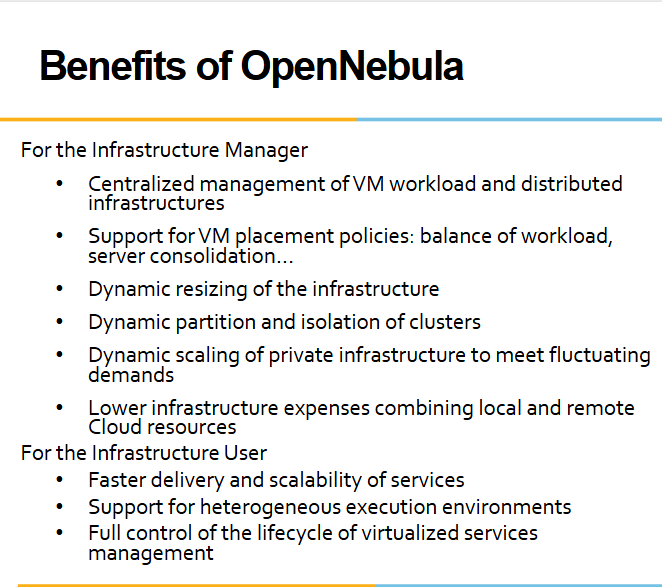 Benefits of OpenNebula
For the Infrastructure Manager
• Centralized management of VM workload and distributed
infrastructures
• Support for VM placement policies: balance of workload,
server consolidation...
• Dynamic resizing of the infrastructure
• Dynamic partition and isolation of clusters
• Dynamic scaling of private infrastructure to meet fluctuating
demands
• Lower infrastructure expenses combining local and remote
Cloud resources
For the Infrastructure User
• Faster delivery and scalability of services
• Support for heterogeneous execution environments
• Full control of the lifecycle of virtualized services
management